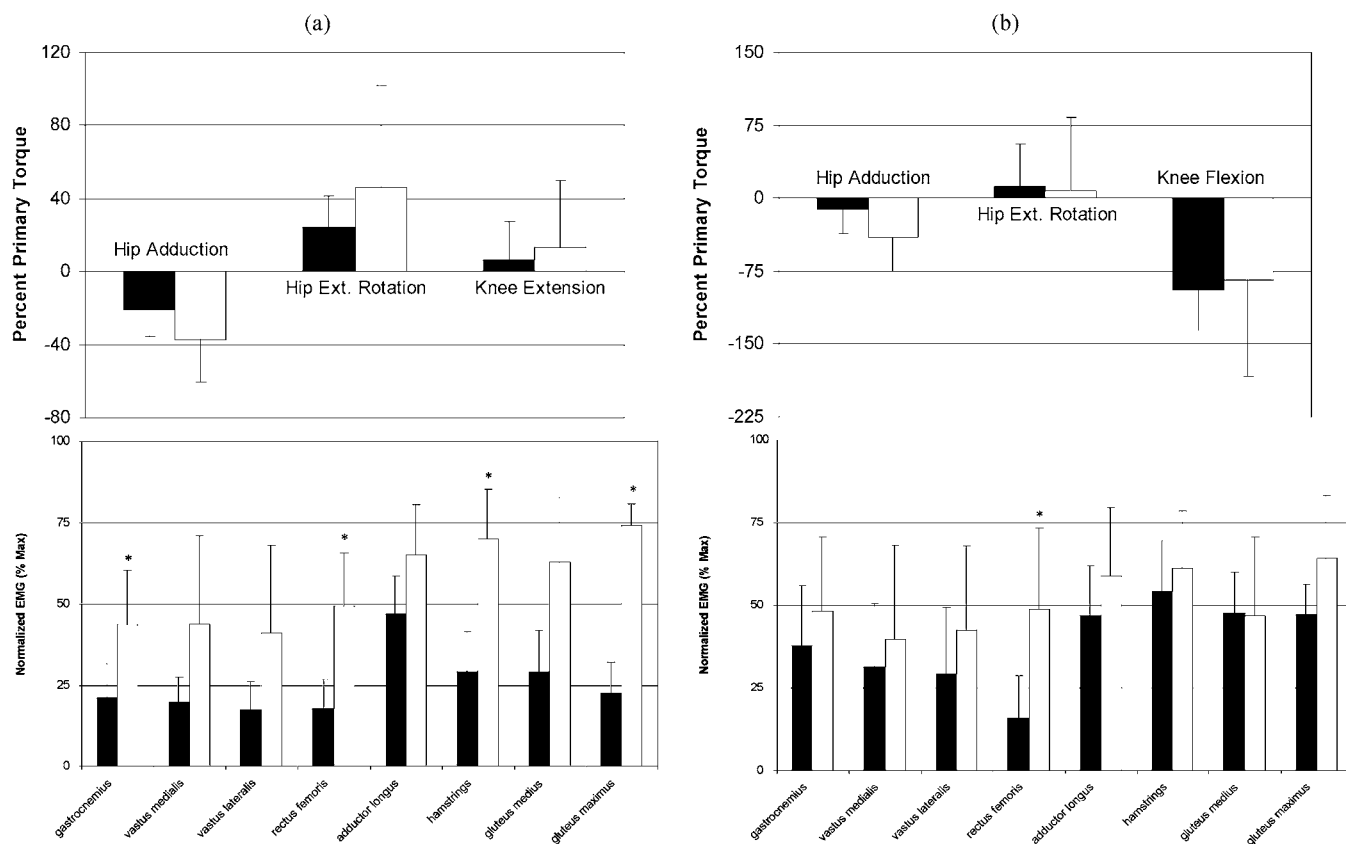 (a)
120
80
40
0
-40
-80
Percent Primary Torque
Hip Adduction
Hip Ext. Rotation
Knee Extension
100
75
50
25
0
Normalized EMG (% Max)
*
*
*
*
gastrocnemius
vastus medialis
vastus lateralis
rectus femoris
adductor longus
hamstrings
gluteus medius
gluteus maximus
(b)
150
75
0
-75
-150
-225
Percent Primary Torque
Hip Adduction
Hip Ext. Rotation
Knee Flexion
100
75
50
25
0
Normalized EMG (% Max)
*
gastrocnemius
vastus medialis
vastus lateralis
rectus femoris
adductor longus
hamstrings
gluteus medius
gluteus maximus